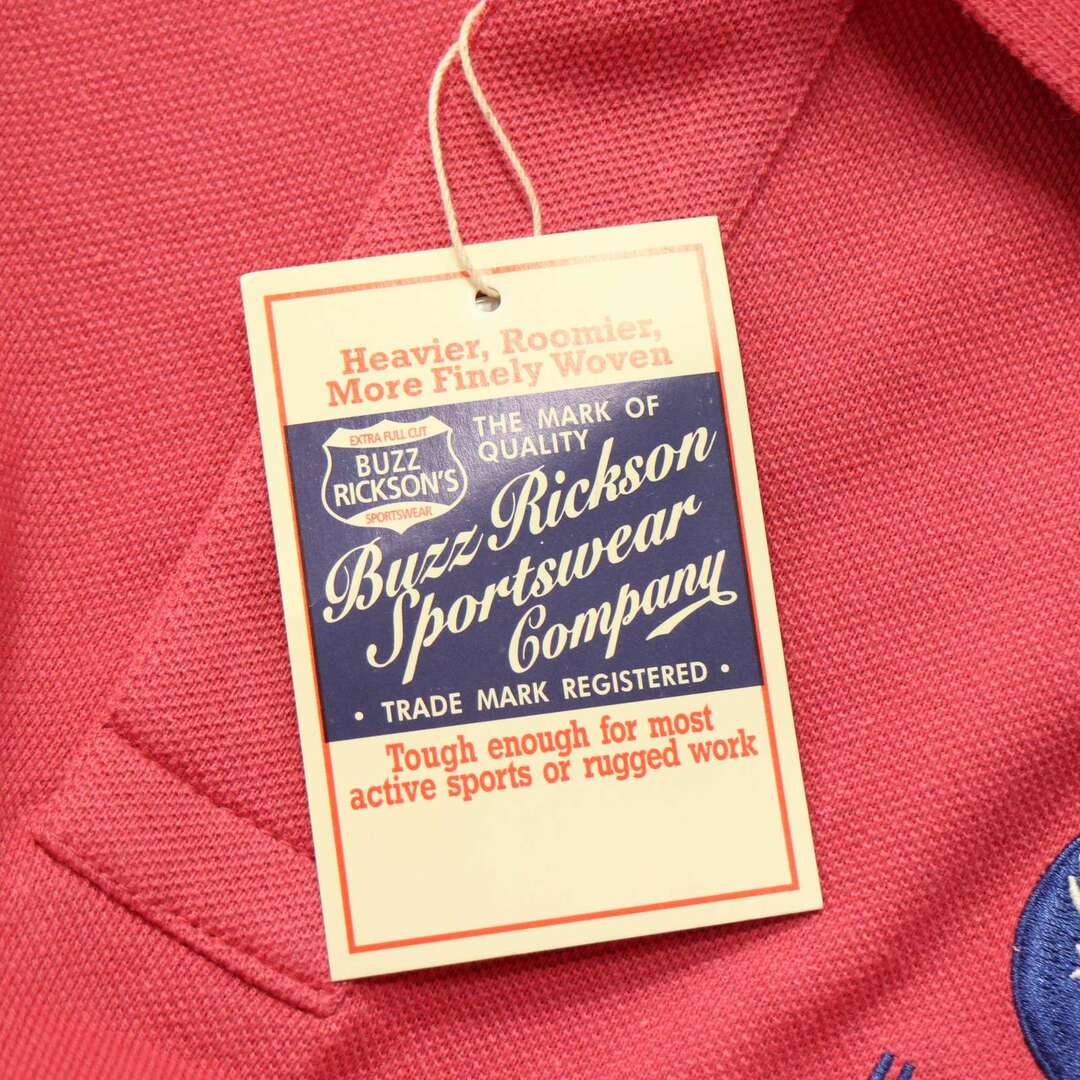 Heavier, Roomier,
More Finely Woven
EXTRA FULL CUT
BUZZ
RICKSON'S
SPORTSWEAR
THE MARK OF
QUALITY
Buzz Rickson
Sportswear
Company
• TRADE MARK REGISTERED •
Tough enough for most
active sports or rugged work